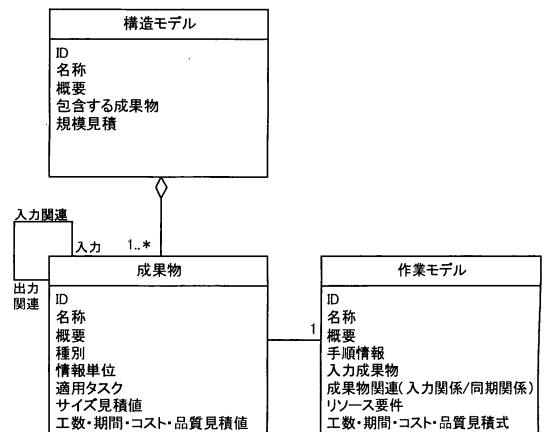 構造モデル
ID
名称
概要
包含する成果物
規模見積
入力関連
入力
1..*
出力
関連
成果物
ID
名称
概要
種別
情報単位
適用タスク
サイズ見積値
工数・期間・コスト・品質見積値
1
作業モデル
ID
名称
概要
手順情報
入力成果物
成果物関連(入力関係/同期関係)
リソース要件
工数・期間・コスト・品質見積式